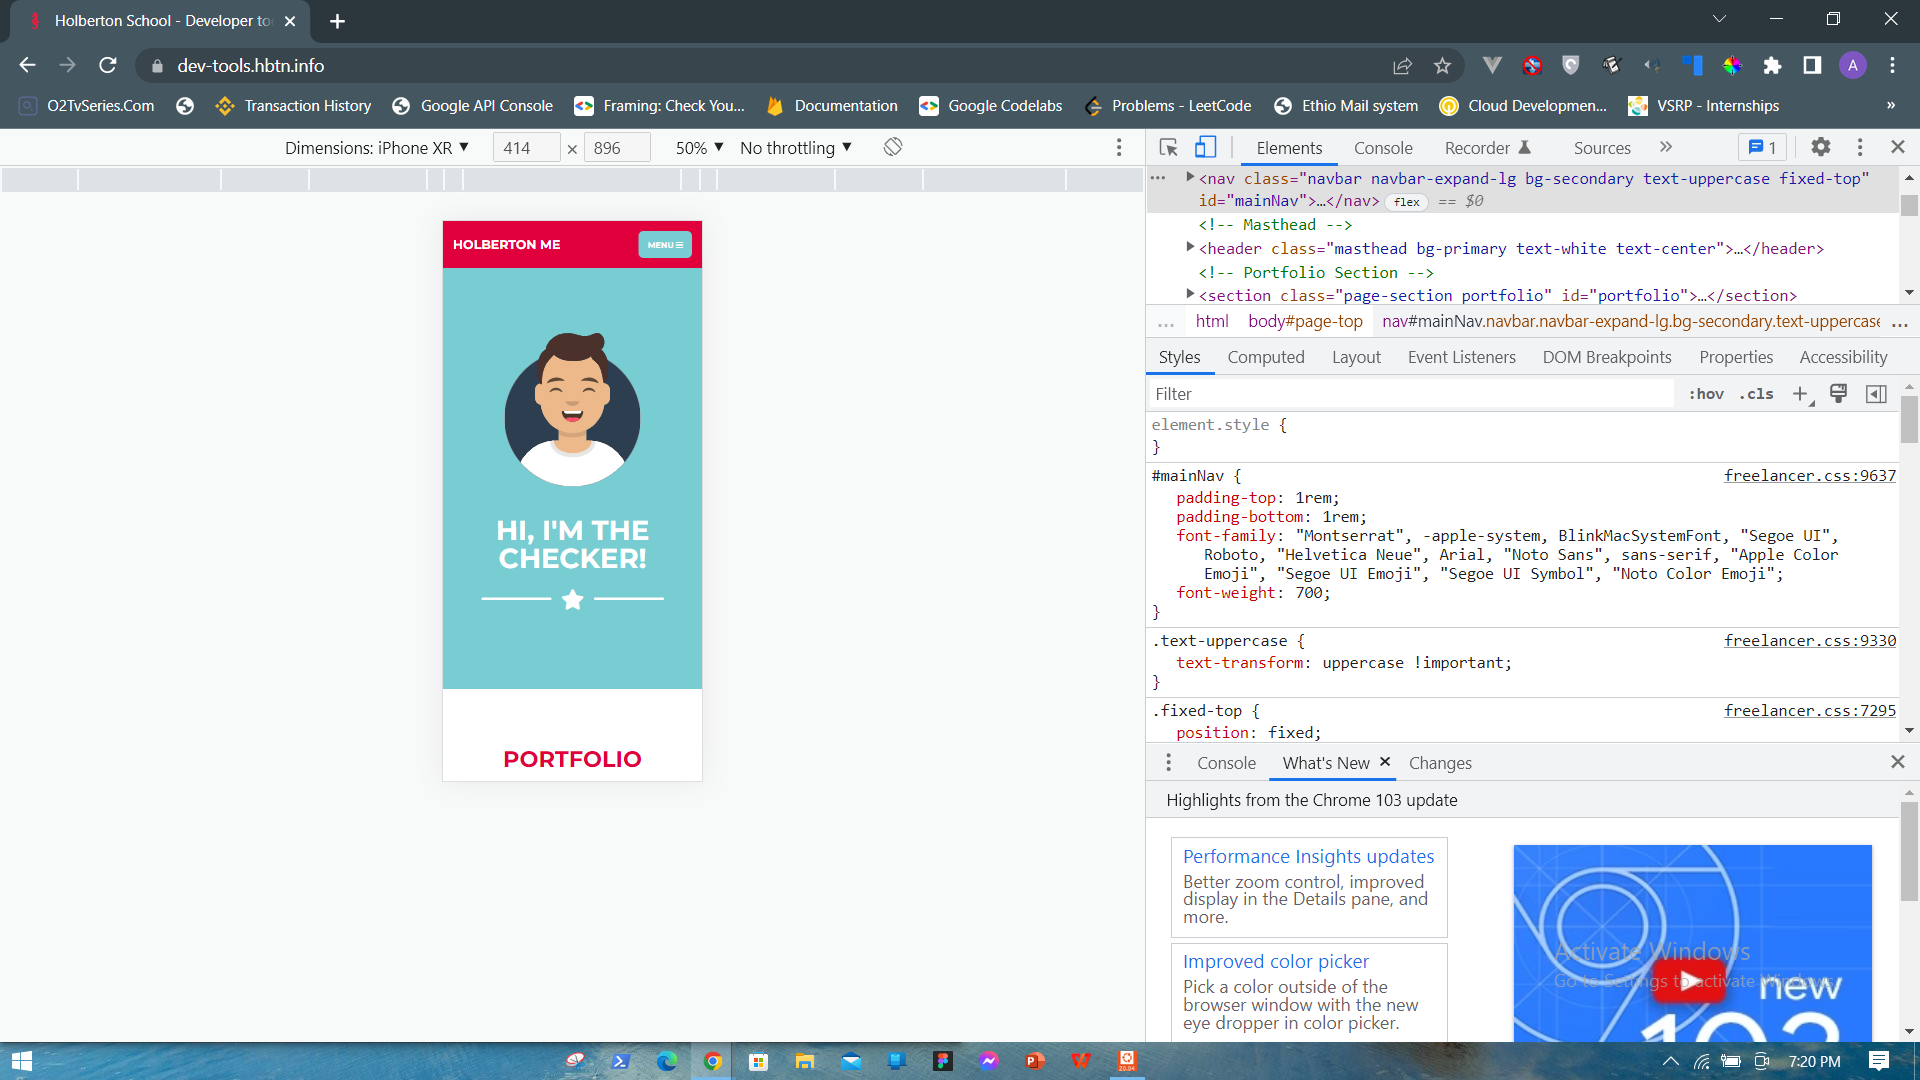 Holberton School - Developer to
dev-tools.hbtn.info
A
O2TvSeries.Com
Transaction History
Google API Console
Framing: Check You...
Documentation
Google Codelabs
Problems - LeetCode
Ethio Mail system
Cloud Developmen...
VSRP - Internships
»
Dimensions: iPhone XR ▼
414 × 896
50% ▼
No throttling ▼
Elements
Console
Recorder
Sources
»
1
<nav class="navbar navbar-expand-lg bg-secondary text-uppercase fixed-top"
id="mainNav">…</nav> flex == $0
<!-- Masthead -->
<header class="masthead bg-primary text-white text-center">…</header>
<!-- Portfolio Section -->
<section class="page-section portfolio" id="portfolio">…</section>
... html body#page-top nav#mainNav.navbar.navbar-expand-lg.bg-secondary.text-uppercase ...
Styles
Computed
Layout
Event Listeners
DOM Breakpoints
Properties
Accessibility
Filter
:hov .cls
element.style {
}
#mainNav { freelancer.css:9637
padding-top: 1rem;
padding-bottom: 1rem;
font-family: "Montserrat", -apple-system, BlinkMacSystemFont, "Segoe UI",
Roboto, "Helvetica Neue", Arial, "Noto Sans", sans-serif, "Apple Color
Emoji", "Segoe UI Emoji", "Segoe UI Symbol", "Noto Color Emoji";
font-weight: 700;
}
.text-uppercase { freelancer.css:9330
text-transform: uppercase !important;
}
.fixed-top { freelancer.css:7295
position: fixed;
Console
What's New
Changes
Highlights from the Chrome 103 update
Performance Insights updates
Better zoom control, improved
display in the Details pane, and
more.
Improved color picker
Pick a color outside of the
browser window with the new
eye dropper in color picker.
new
103
Activate Windows
Go to Settings to activate Windows.
HOLBERTON ME
MENU
HI, I'M THE
CHECKER!
PORTFOLIO
20.04
7:20 PM